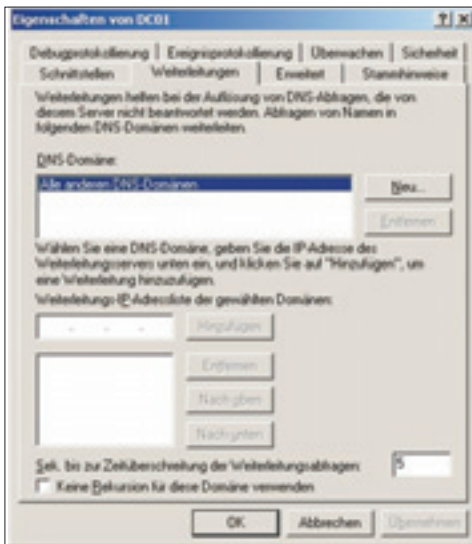 Eigenschaften von DC01
Debugprotokollierung Ereignisprotokollierung Überwachen Sicherheit
Schnittstellen Weiterleitungen Erweitert Stammhinweise
Weiterleitungen helfen bei der Auflösung von DNS-Abfragen, die von
diesem Server nicht beantwortet werden. Abfragen von Namen in
folgenden DNS-Domänen weiterleiten.
DNS-Domäne:
Alle anderen DNS-Domänen
Neu...
Entfernen
Wählen Sie eine DNS-Domäne, geben Sie die IP-Adresse des
Weiterleitungsservers unten ein, und klicken Sie auf "Hinzufügen", um
eine Weiterleitung hinzuzufügen.
Weiterleitungs-IP-Adressliste der gewählten Domänen:
Hinzufügen
Entfernen
Nach oben
Nach unten
Sek. bis zur Zeitüberschreitung der Weiterleitungsabfragen: 5
Keine Rekursion für diese Domäne verwenden
OK Abbrechen Übernehmen